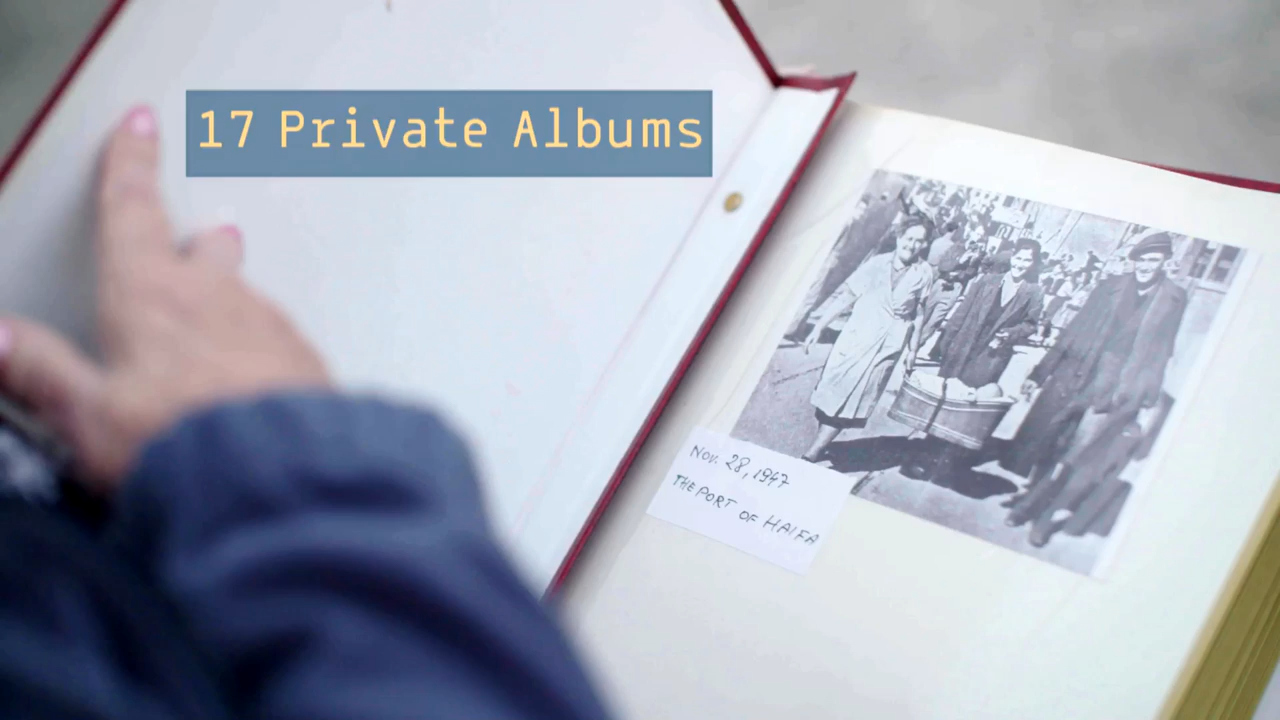 17 Private Albums
Nov. 28, 1947
THE PORT OF HAIFA